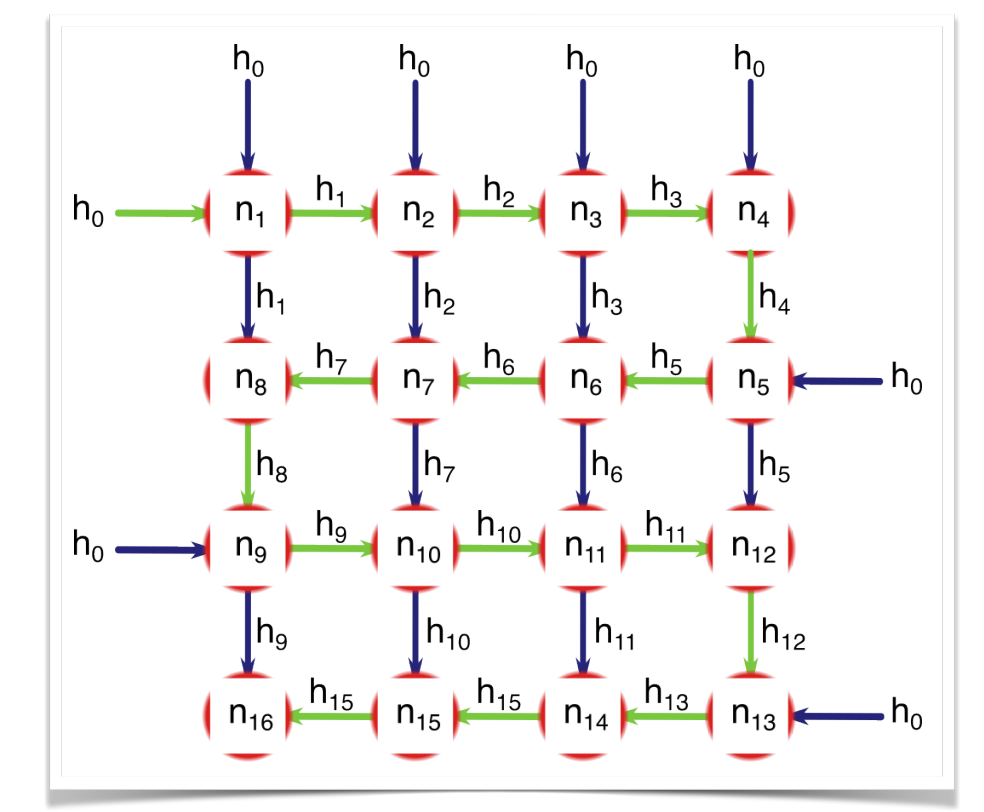 h0 h0 h0 h0
h0 n1 h1 n2 h2 n3 h3 n4
h1 h2 h3 h4
n8 h7 n7 h6 n6 h5 n5 h0
h8 h7 h6 h5
h0 n9 h9 n10 h10 n11 h11 n12
h9 h10 h11 h12
n16 h15 n15 h15 n14 h13 n13 h0